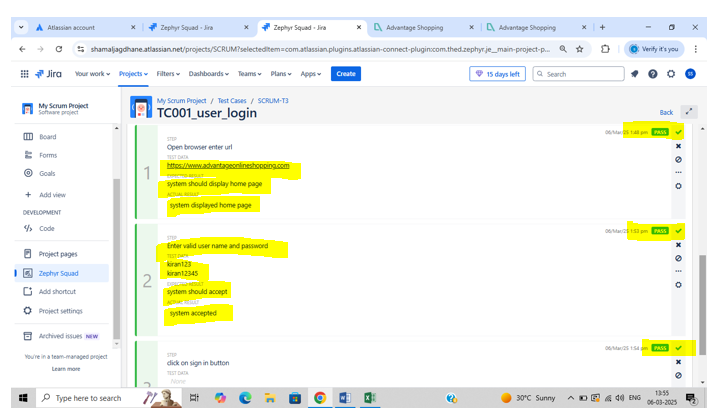 Atlassian account
Zephyr Squad - Jira
Zephyr Squad - Jira
Advantage Shopping
Advantage Shopping
shamaljagdhane.atlassian.net/projects/SCRUM?selectedItem=com.atlassian.plugins.atlassian-connect-plugin:com.thed.zephyr.je__main-project-p...
Verify it's you
Jira Your work Projects Filters Dashboards Teams Plans Apps Create 15 days left Search SS
My Scrum Project
Software project
Board
Forms
Goals
Add view
DEVELOPMENT
Code
Project pages
Zephyr Squad
Add shortcut
Project settings
Archived issues NEW
You're in a team-managed project
Learn more
My Scrum Project / Test Cases / SCRUM-T3
TC001_user_login
Back
06/Mar/25 1:48 pm PASS
1
STEP
Open browser enter url
TEST DATA
https://www.advantageonlineshopping.com
EXPECTED RESULT
system should display home page
ACTUAL RESULT
system displayed home page
06/Mar/25 1:53 pm PASS
2
STEP
Enter valid user name and password
TEST DATA
kiran123
kiran12345
EXPECTED RESULT
system should accept
ACTUAL RESULT
system accepted
06/Mar/25 1:54 pm PASS
STEP
click on sign in button
TEST DATA
None
Type here to search
30°C Sunny
ENG
13:55
06-03-2025
2